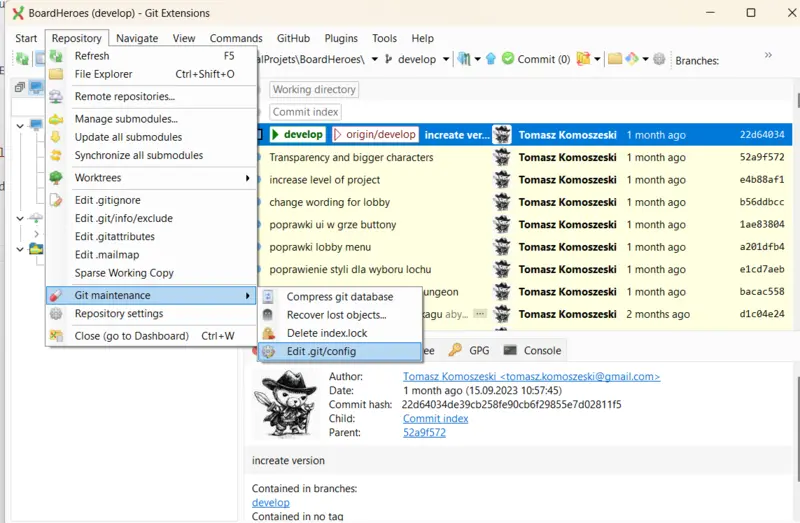 BoardHeroes (develop) - Git Extensions
Start Repository Navigate View Commands GitHub Plugins Tools Help
alProjets\BoardHeroes\ develop Commit (0) Branches: »
Refresh F5
File Explorer Ctrl+Shift+O
Remote repositories...
Manage submodules...
Update all submodules
Synchronize all submodules
Worktrees
Edit .gitignore
Edit .git/info/exclude
Edit .gitattributes
Edit .mailmap
Sparse Working Copy
Git maintenance
Repository settings
Close (go to Dashboard) Ctrl+W
Compress git database
Recover lost objects...
Delete index.lock
Edit .git/config
Working directory
Commit index
develop origin/develop increate ver... Tomasz Komoszeski 1 month ago 22d64034
Transparency and bigger characters Tomasz Komoszeski 1 month ago 52a9f572
increase level of project Tomasz Komoszeski 1 month ago e4b88af1
change wording for lobby Tomasz Komoszeski 1 month ago b56ddbcc
poprawki ui w grze buttony Tomasz Komoszeski 1 month ago 1ae83804
poprawki lobby menu Tomasz Komoszeski 1 month ago a201dfb4
poprawienie styli dla wyboru lochu Tomasz Komoszeski 1 month ago e1cd7aeb
ungeon Tomasz Komoszeski 1 month ago bacac558
kagu aby... Tomasz Komoszeski 2 months ago d1c04e24
ee GPG Console
Author: Tomasz Komoszeski <tomasz.komoszeski@gmail.com>
Date: 1 month ago (15.09.2023 10:57:45)
Commit hash: 22d64034de39cb258fe90cb6f29855e7d02811f5
Child: Commit index
Parent: 52a9f572
increate version
Contained in branches:
develop
Contained in no tag